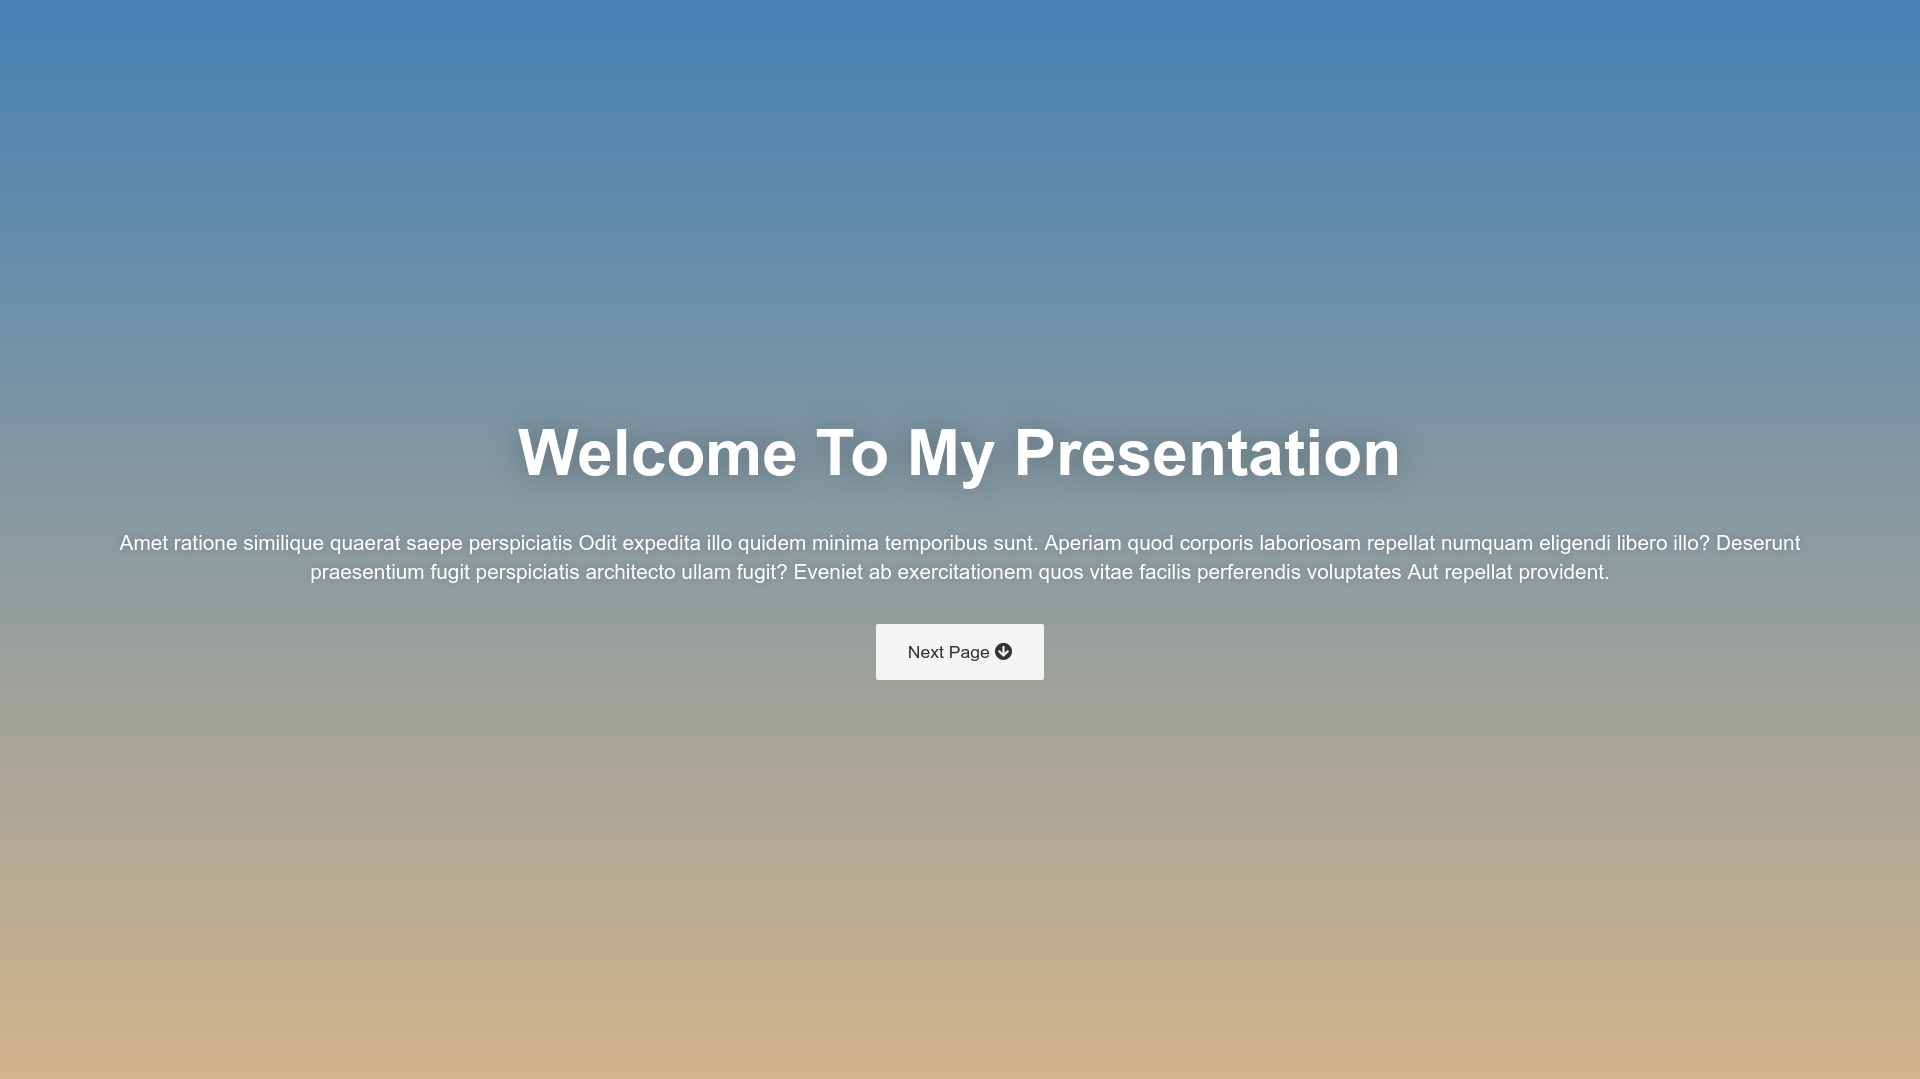 Welcome To My Presentation
Amet ratione similique quaerat saepe perspiciatis Odit expedita illo quidem minima temporibus sunt. Aperiam quod corporis laboriosam repellat numquam eligendi libero illo? Deserunt
praesentium fugit perspiciatis architecto ullam fugit? Eveniet ab exercitationem quos vitae facilis perferendis voluptates Aut repellat provident.
Next Page